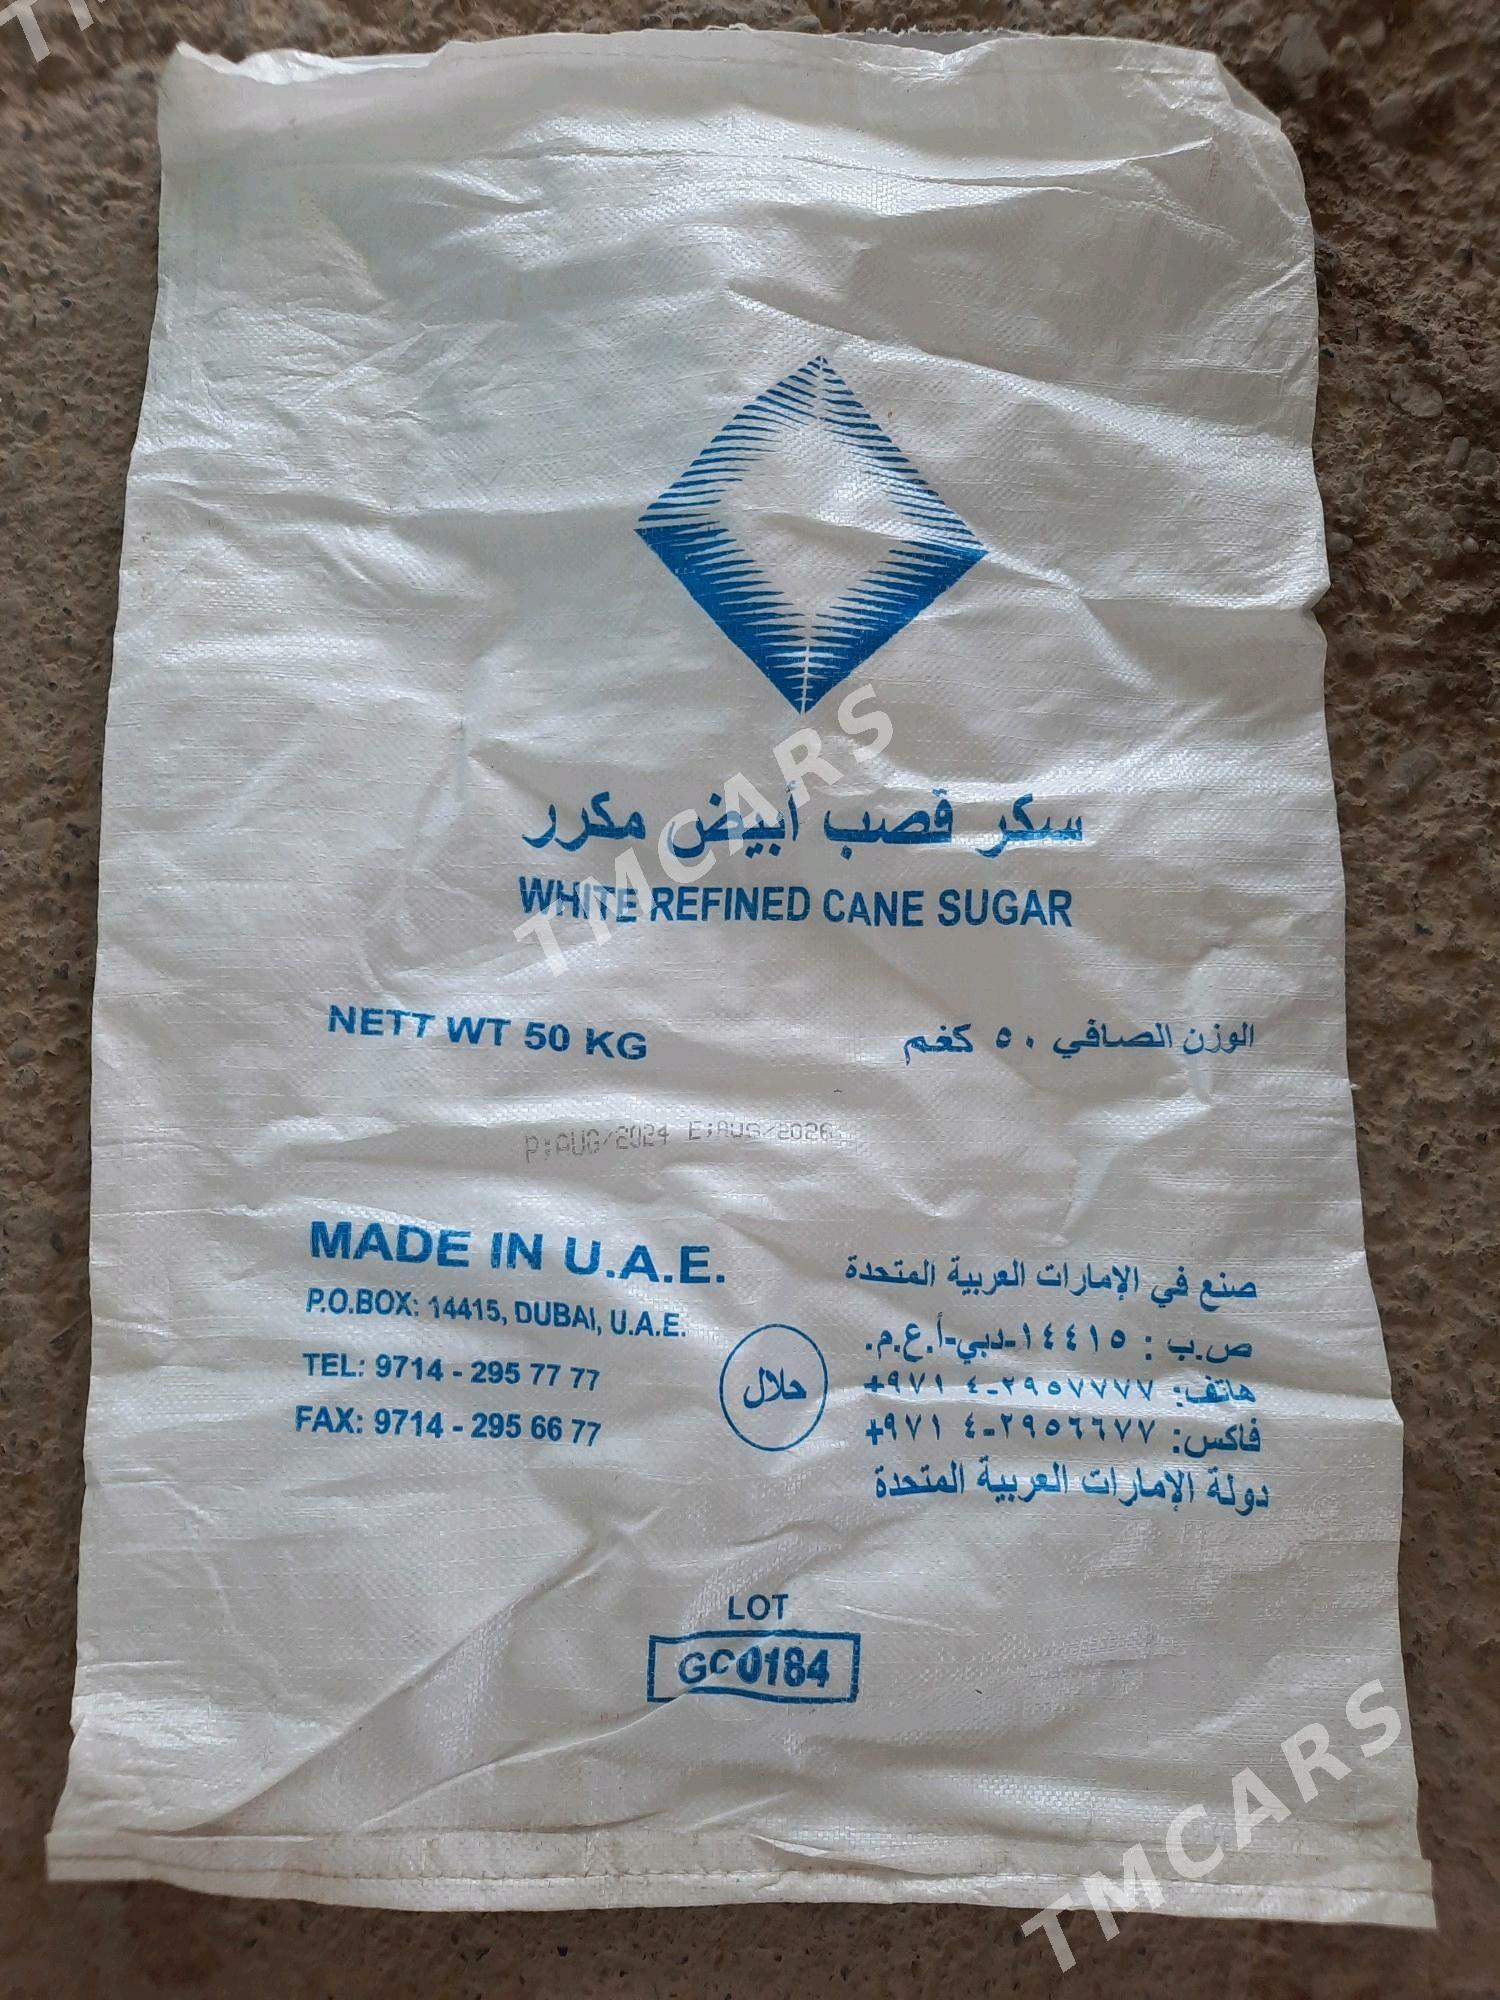 سكر قصب أبيض مكرر
WHITE REFINED CANE SUGAR
NETT WT 50 KG
الوزن الصافي ٥٠ كغم
P:AUG/2024 E:AUG/2026
MADE IN U.A.E.
P.O.BOX: 14415, DUBAI, U.A.E.
TEL: 9714 - 295 77 77
FAX: 9714 - 295 66 77
حلال
صنع في الإمارات العربية المتحدة
ص.ب : ١٤٤١٥-دبي-أ.ع.م.
هاتف: ٢٩٥٧٧٧٧-٤ ٩٧١+
فاكس: ٢٩٥٦٦٧٧-٤ ٩٧١+
دولة الإمارات العربية المتحدة
LOT
GC0184
TMCARS
TMCARS